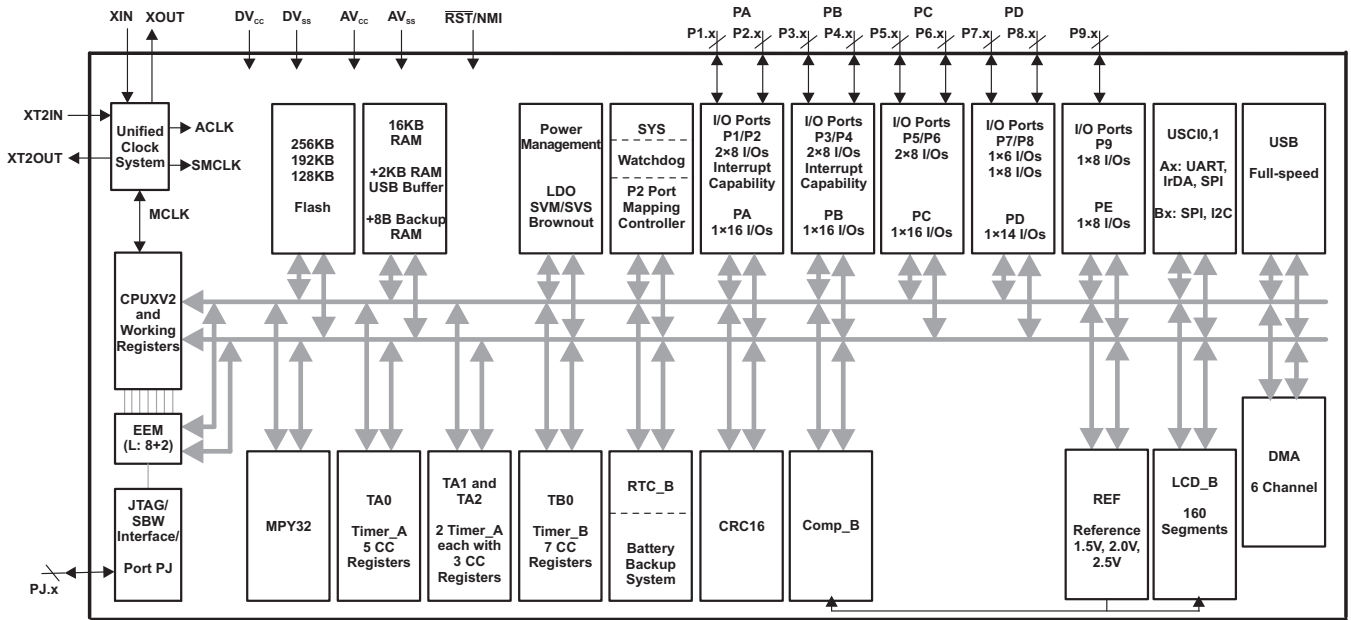 XIN
XOUT
DVCC
DVSS
AVCC
AVSS
RST/NMI
PA
PB
PC
PD
P1.x
P2.x
P3.x
P4.x
P5.x
P6.x
P7.x
P8.x
P9.x
XT2IN
XT2OUT
Unified
Clock
System
ACLK
SMCLK
MCLK
256KB
192KB
128KB
Flash
16KB
RAM
+2KB RAM
USB Buffer
+8B Backup
RAM
Power
Management
LDO
SVM/SVS
Brownout
SYS
Watchdog
P2 Port
Mapping
Controller
I/O Ports
P1/P2
2×8 I/Os
Interrupt
Capability
PA
1×16 I/Os
I/O Ports
P3/P4
2×8 I/Os
Interrupt
Capability
PB
1×16 I/Os
I/O Ports
P5/P6
2×8 I/Os
PC
1×16 I/Os
I/O Ports
P7/P8
1×6 I/Os
1×8 I/Os
PD
1×14 I/Os
I/O Ports
P9
1×8 I/Os
PE
1×8 I/Os
USCI0,1
Ax: UART,
IrDA, SPI
Bx: SPI, I2C
USB
Full-speed
CPUXV2
and
Working
Registers
EEM
(L: 8+2)
JTAG/
SBW
Interface/
Port PJ
PJ.x
MPY32
TA0
Timer_A
5 CC
Registers
TA1 and
TA2
2 Timer_A
each with
3 CC
Registers
TB0
Timer_B
7 CC
Registers
RTC_B
Battery
Backup
System
CRC16
Comp_B
REF
Reference
1.5V, 2.0V,
2.5V
LCD_B
160
Segments
DMA
6 Channel